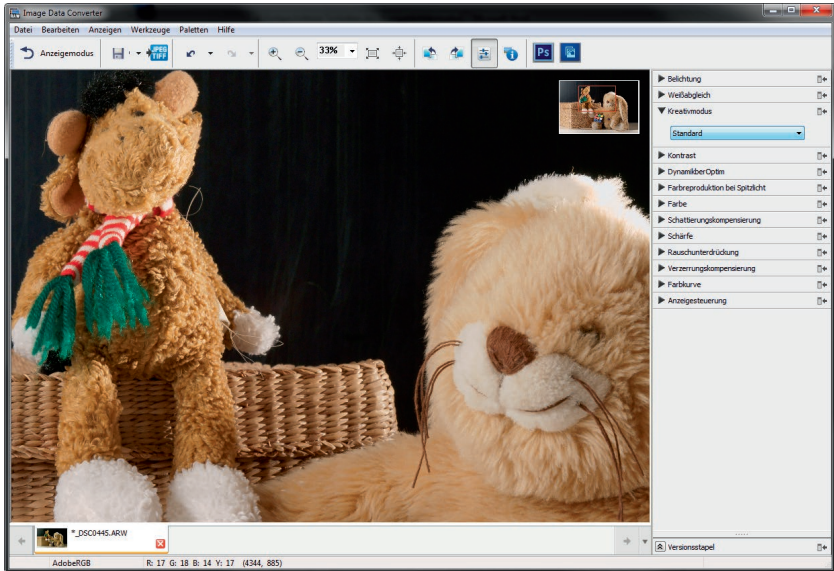 Image Data Converter
Datei Bearbeiten Anzeigen Werkzeuge Paletten Hilfe
Anzeigemodus JPEG TIFF 33% Ps
Belichtung
Weißabgleich
Kreativmodus
Standard
Kontrast
DynamikberOptim
Farbreproduktion bei Spitzlicht
Farbe
Schattierungskompensierung
Schärfe
Rauschunterdrückung
Verzerrungskompensierung
Farbkurve
Anzeigesteuerung
*_DSC0445.ARW
Versionsstapel
AdobeRGB R: 17 G: 18 B: 14 Y: 17 (4344, 885)